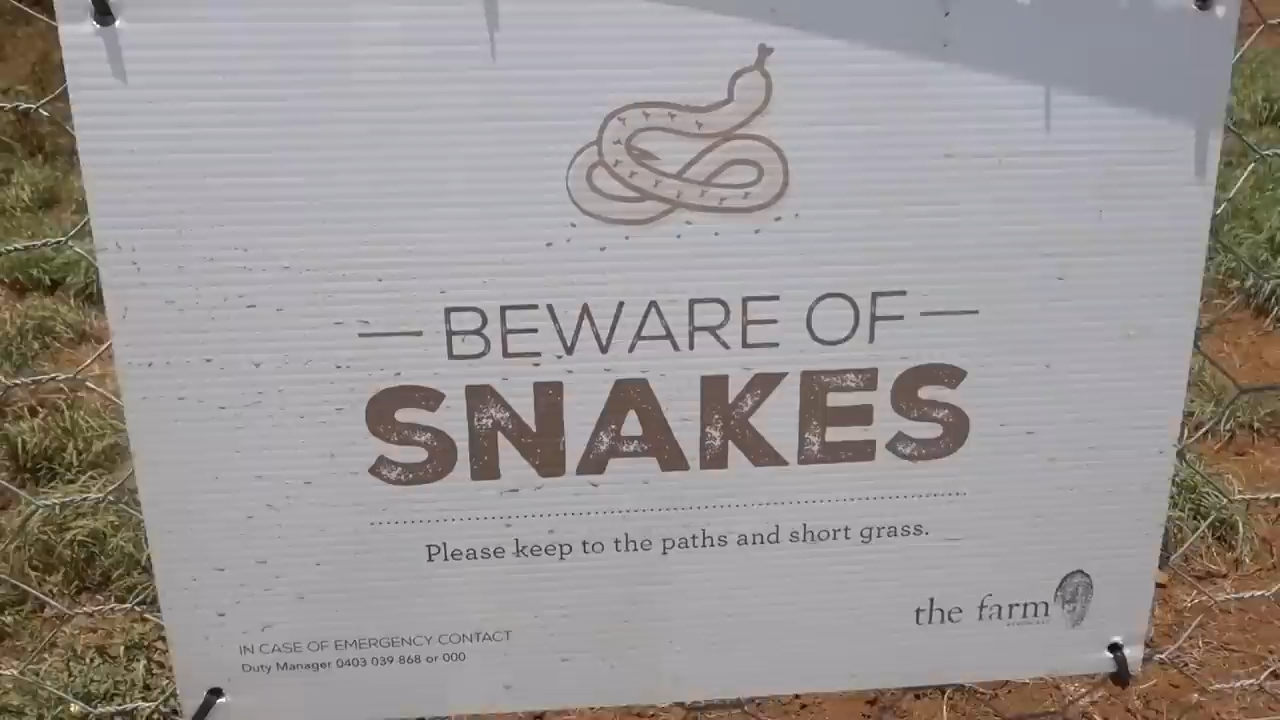 BEWARE OF
SNAKES
Please keep to the paths and short grass.
the farm
IN CASE OF EMERGENCY CONTACT
Duty Manager 0403 039 868 or 000